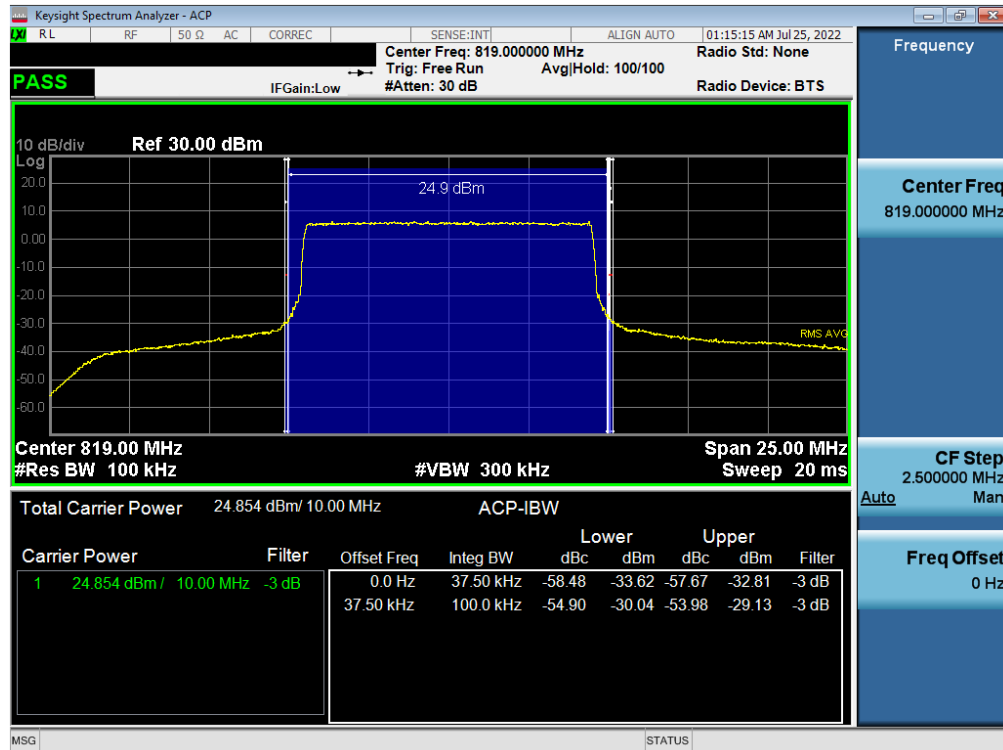 Keysight Spectrum Analyzer - ACP
LXI RL RF 50 Ω AC CORREC SENSE:INT ALIGN AUTO 01:15:15 AM Jul 25, 2022
Center Freq: 819.000000 MHz Radio Std: None
Trig: Free Run Avg|Hold: 100/100
PASS IFGain:Low #Atten: 30 dB Radio Device: BTS
Frequency
10 dB/div Ref 30.00 dBm
Log
20.0
10.0
0.00
-10.0
-20.0
-30.0
-40.0
-50.0
-60.0
24.9 dBm
RMS AVG
Center 819.00 MHz Span 25.00 MHz
#Res BW 100 kHz #VBW 300 kHz Sweep 20 ms
Center Freq
819.000000 MHz
CF Step
2.500000 MHz
Auto Man
Freq Offset
0 Hz
Total Carrier Power 24.854 dBm/ 10.00 MHz ACP-IBW
Lower Upper
Carrier Power Filter Offset Freq Integ BW dBc dBm dBc dBm Filter
1 24.854 dBm / 10.00 MHz -3 dB 0.0 Hz 37.50 kHz -58.48 -33.62 -57.67 -32.81 -3 dB
37.50 kHz 100.0 kHz -54.90 -30.04 -53.98 -29.13 -3 dB
MSG STATUS